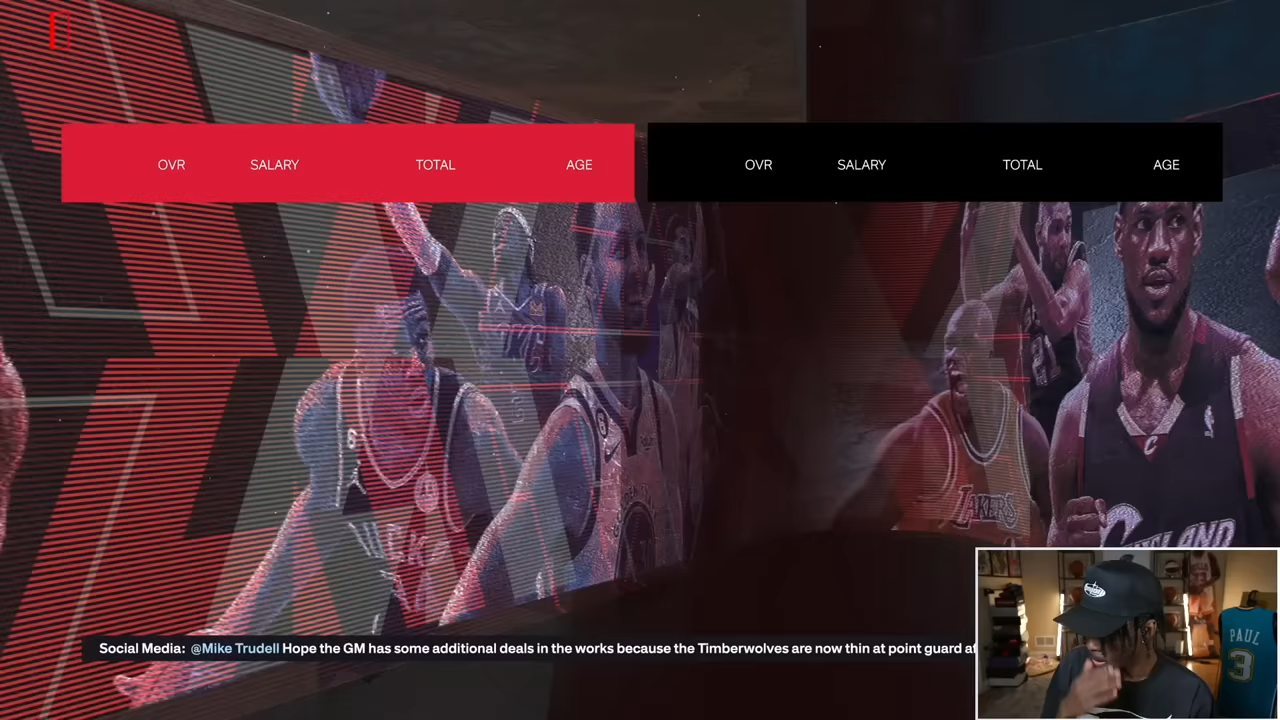 OVR SALARY TOTAL AGE OVR SALARY TOTAL AGE
LAKERS
C
Social Media: @Mike Trudell Hope the GM has some additional deals in the works because the Timberwolves are now thin at point guard
PAUL
3